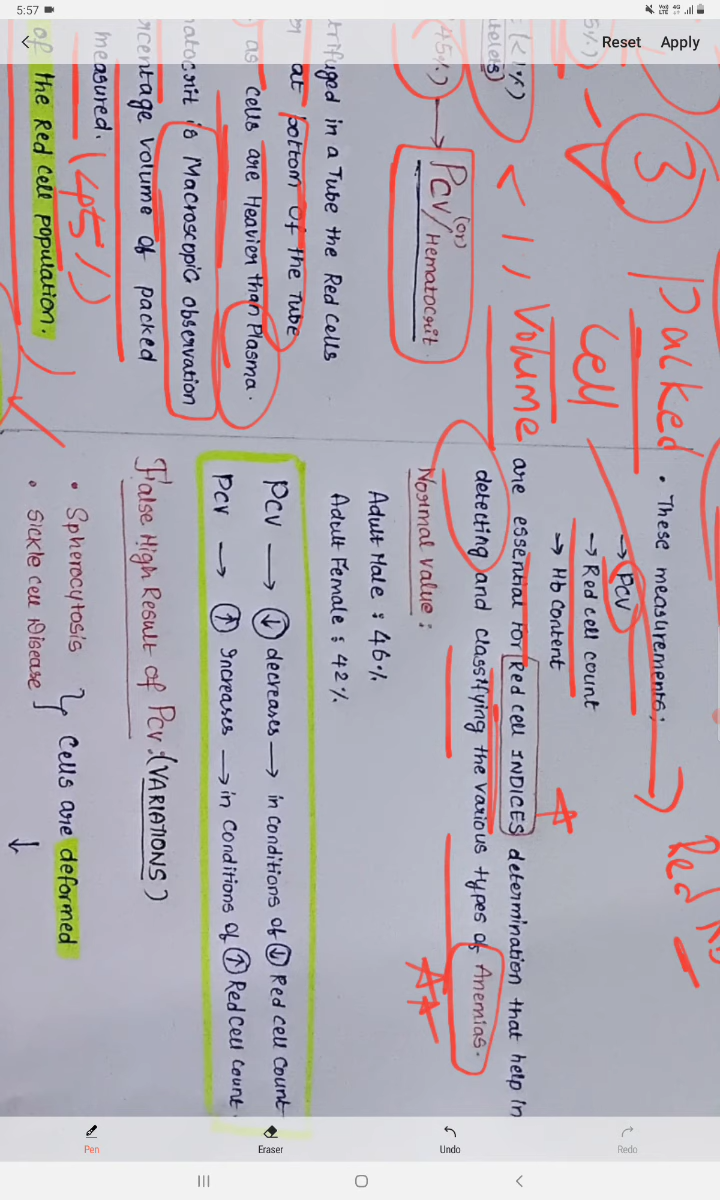 5:57
Reset Apply
5%)
(<1%)
telets)
(45%)
→ PCV (or)/Hematocrit.
trifuged in a Tube the Red cells
at bottom of the Tube
as cells are Heavier than Plasma.
matocrit is Macroscopic observation
rcentage volume of packed
measured. (45%)
of the Red cell population.
3
< 1%
Packed
Cell
Volume
• These measurements;
→ PCV
→ Red cell count
→ Hb content
are essential for Red cell INDICES determination that help in
detecting and classifying the various types of Anemias.
Normal value:
Adult Male : 46%
Adult Female : 42%
PCV → ↓ decreases → in conditions of ↓ Red cell count
PCV → ↑ Increases → in conditions of ↑ Red cell count.
False High Result of PCV: (VARIATIONS)
• Spherocytosis
• Sickle cell Disease } Cells are deformed
↓
Red
Pen Eraser Undo Redo